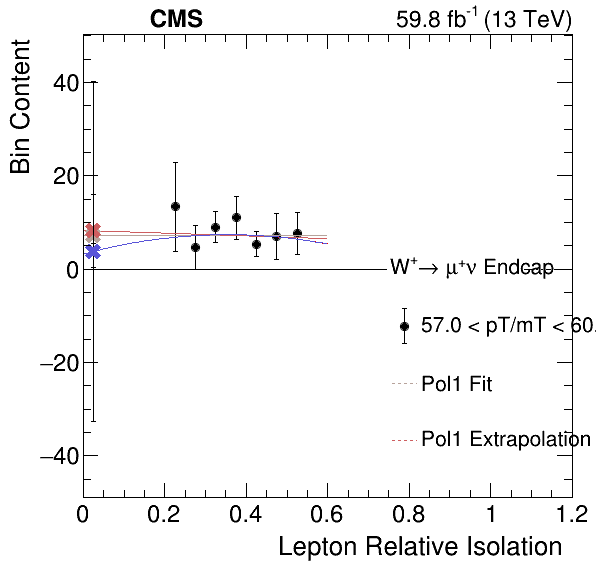 CMS 59.8 fb⁻¹ (13 TeV)
Bin Content
40
20
0
−20
−40
W⁺→ μ⁺ν Endcap
57.0 < pT/mT < 60.
Pol1 Fit
Pol1 Extrapolation
0 0.2 0.4 0.6 0.8 1 1.2
Lepton Relative Isolation